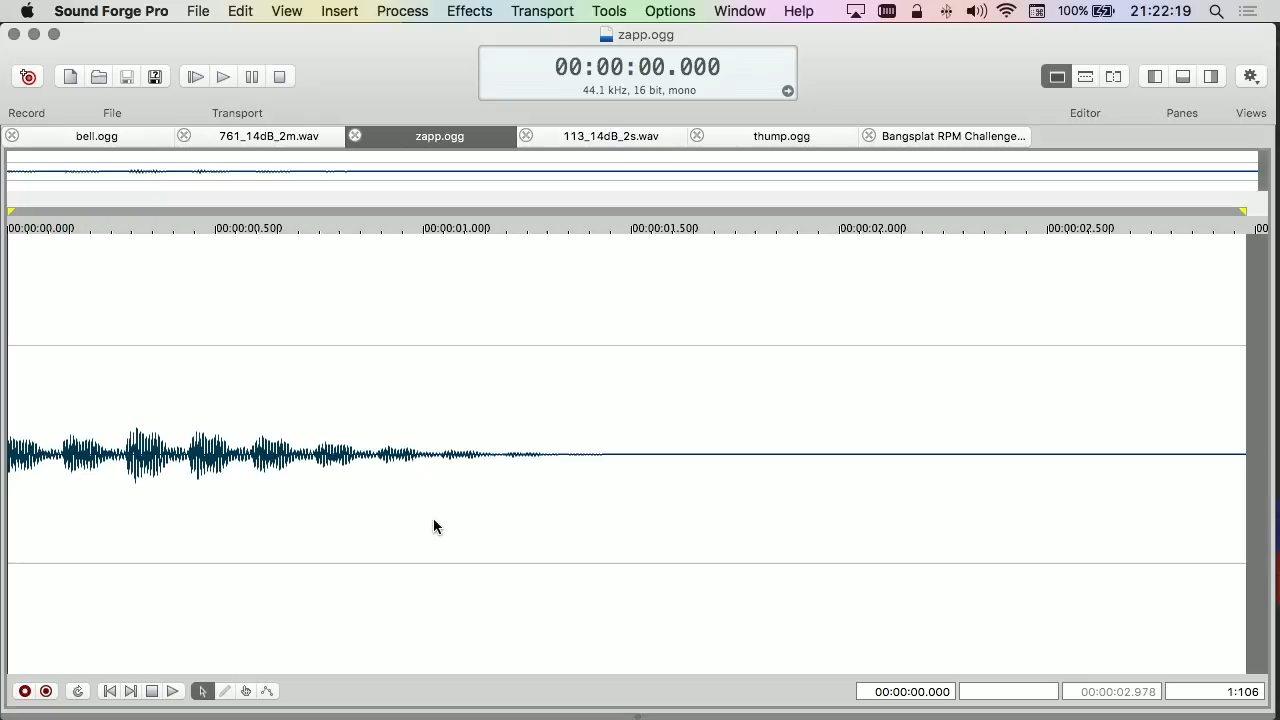 Sound Forge Pro File Edit View Insert Process Effects Transport Tools Options Window Help 100% 21:22:19
zapp.ogg
00:00:00.000
44.1 kHz, 16 bit, mono
Record File Transport Editor Panes Views
bell.ogg 761_14dB_2m.wav zapp.ogg 113_14dB_2s.wav thump.ogg Bangsplat RPM Challenge...
00:00:00.000 00:00:00.500 00:00:01.000 00:00:01.500 00:00:02.000 00:00:02.500 00
00:00:00.000 00:00:02.978 1:106